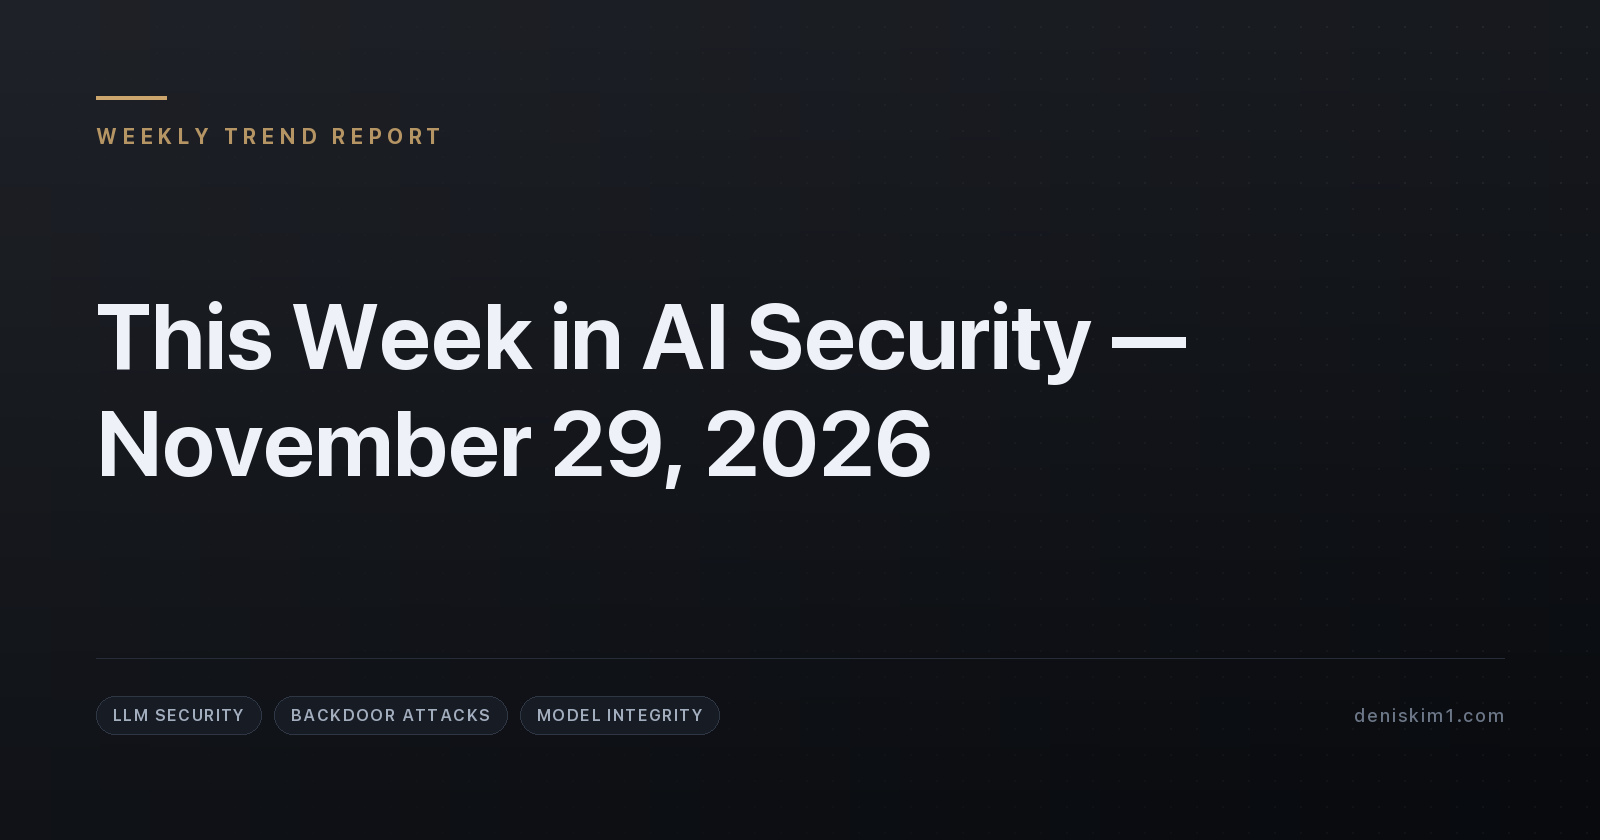 WEEKLY TREND REPORT
This Week in AI Security —
November 29, 2026
LLM SECURITY
BACKDOOR ATTACKS
MODEL INTEGRITY
deniskim1.com